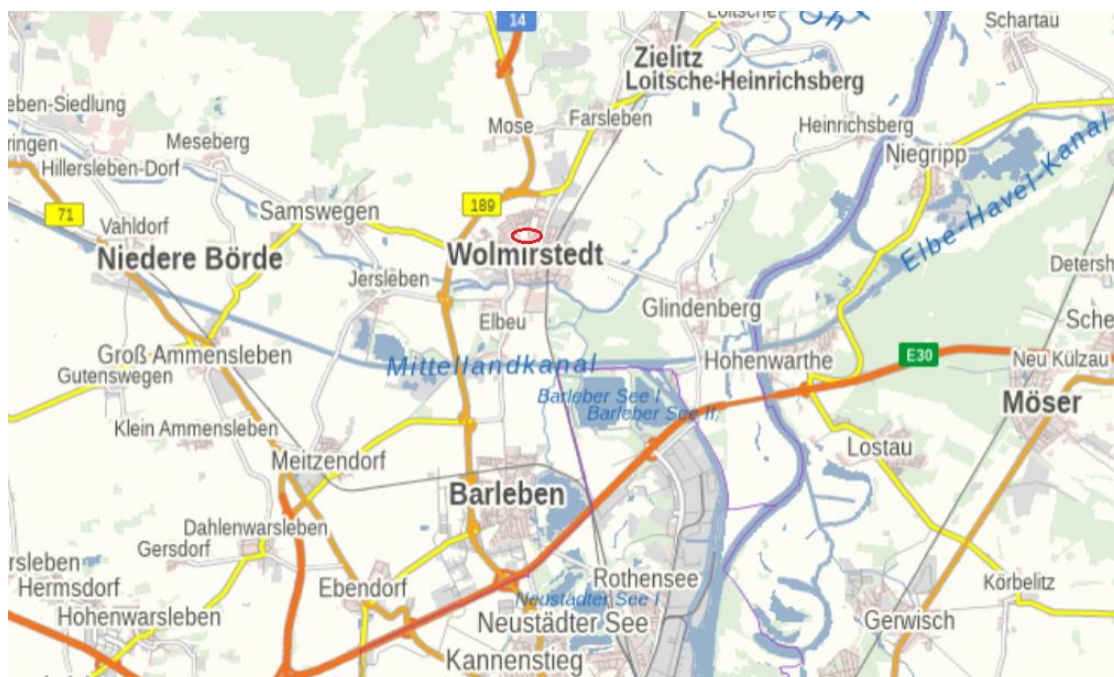 14
Loitsche
Schartau
Zielitz
Loitsche-Heinrichsberg
eben-Siedlung
Mose
Farsleben
Heinrichsberg
Meseberg
ringen
Hillersleben-Dorf
Niegripp
Elbe-Havel-Kanal
71
189
Samswegen
Vahldorf
Niedere Börde
Wolmirstedt
Detersh
Jersleben
Glindenberg
Elbeu
Sche
Groß Ammensleben
Mittellandkanal
Hohenwarthe
E30
Neu Külzau
Gutenswegen
Barleber See I
Barleber See II
Möser
Klein Ammensleben
Lostau
Meitzendorf
Barleben
Dahlenwarsleben
Gersdorf
rsleben
Hermsdorf
Ebendorf
Rothensee
Körbelitz
Neustädter See I
Hohenwarsleben
Neustädter See
Gerwisch
Kannenstieg